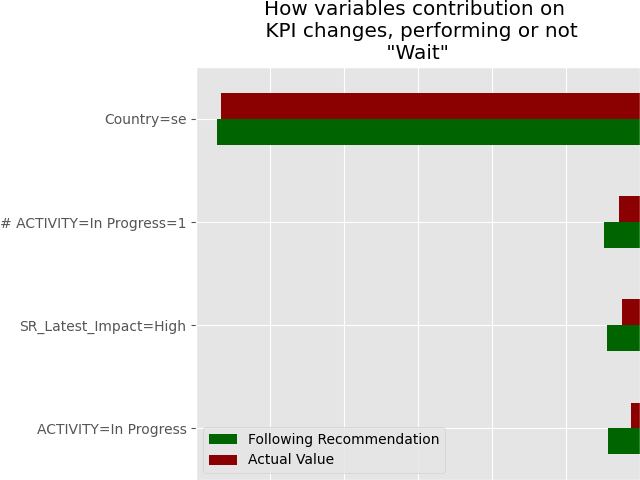 How variables contribution on
KPI changes, performing or not
"Wait"
Country=se
# ACTIVITY=In Progress=1
SR_Latest_Impact=High
ACTIVITY=In Progress
Following Recommendation
Actual Value